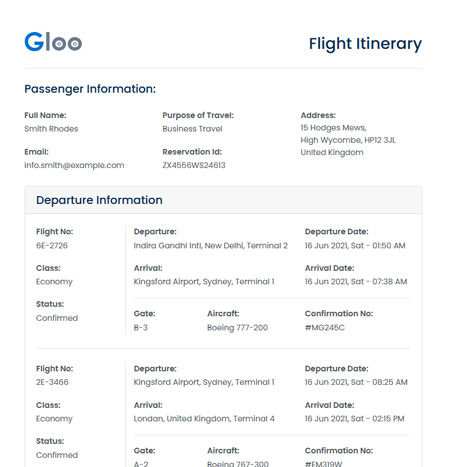 Gloo
Flight Itinerary
Passenger Information:
Full Name:
Smith Rhodes
Purpose of Travel:
Business Travel
Address:
15 Hodges Mews,
High Wycombe, HP12 3JL
United Kingdom
Email:
info.smith@example.com
Reservation Id:
ZX4556WS24613
Departure Information
Flight No:
6E-2726
Departure:
Indira Gandhi Intl, New Delhi, Terminal 2
Departure Date:
16 Jun 2021, Sat - 01:50 AM
Class:
Economy
Arrival:
Kingsford Airport, Sydney, Terminal 1
Arrival Date:
16 Jun 2021, Sat - 07:38 AM
Status:
Confirmed
Gate:
B-3
Aircraft:
Boeing 777-200
Confirmation No:
#MG245C
Flight No:
2E-3466
Departure:
Kingsford Airport, Sydney, Terminal 1
Departure Date:
16 Jun 2021, Sat - 08:25 AM
Class:
Economy
Arrival:
Londan, United Kingdom, Terminal 4
Arrival Date:
16 Jun 2021, Sat - 02:15 PM
Status:
Confirmed
Gate:
A-2
Aircraft:
Boeing 767-300
Confirmation No:
#EM319W